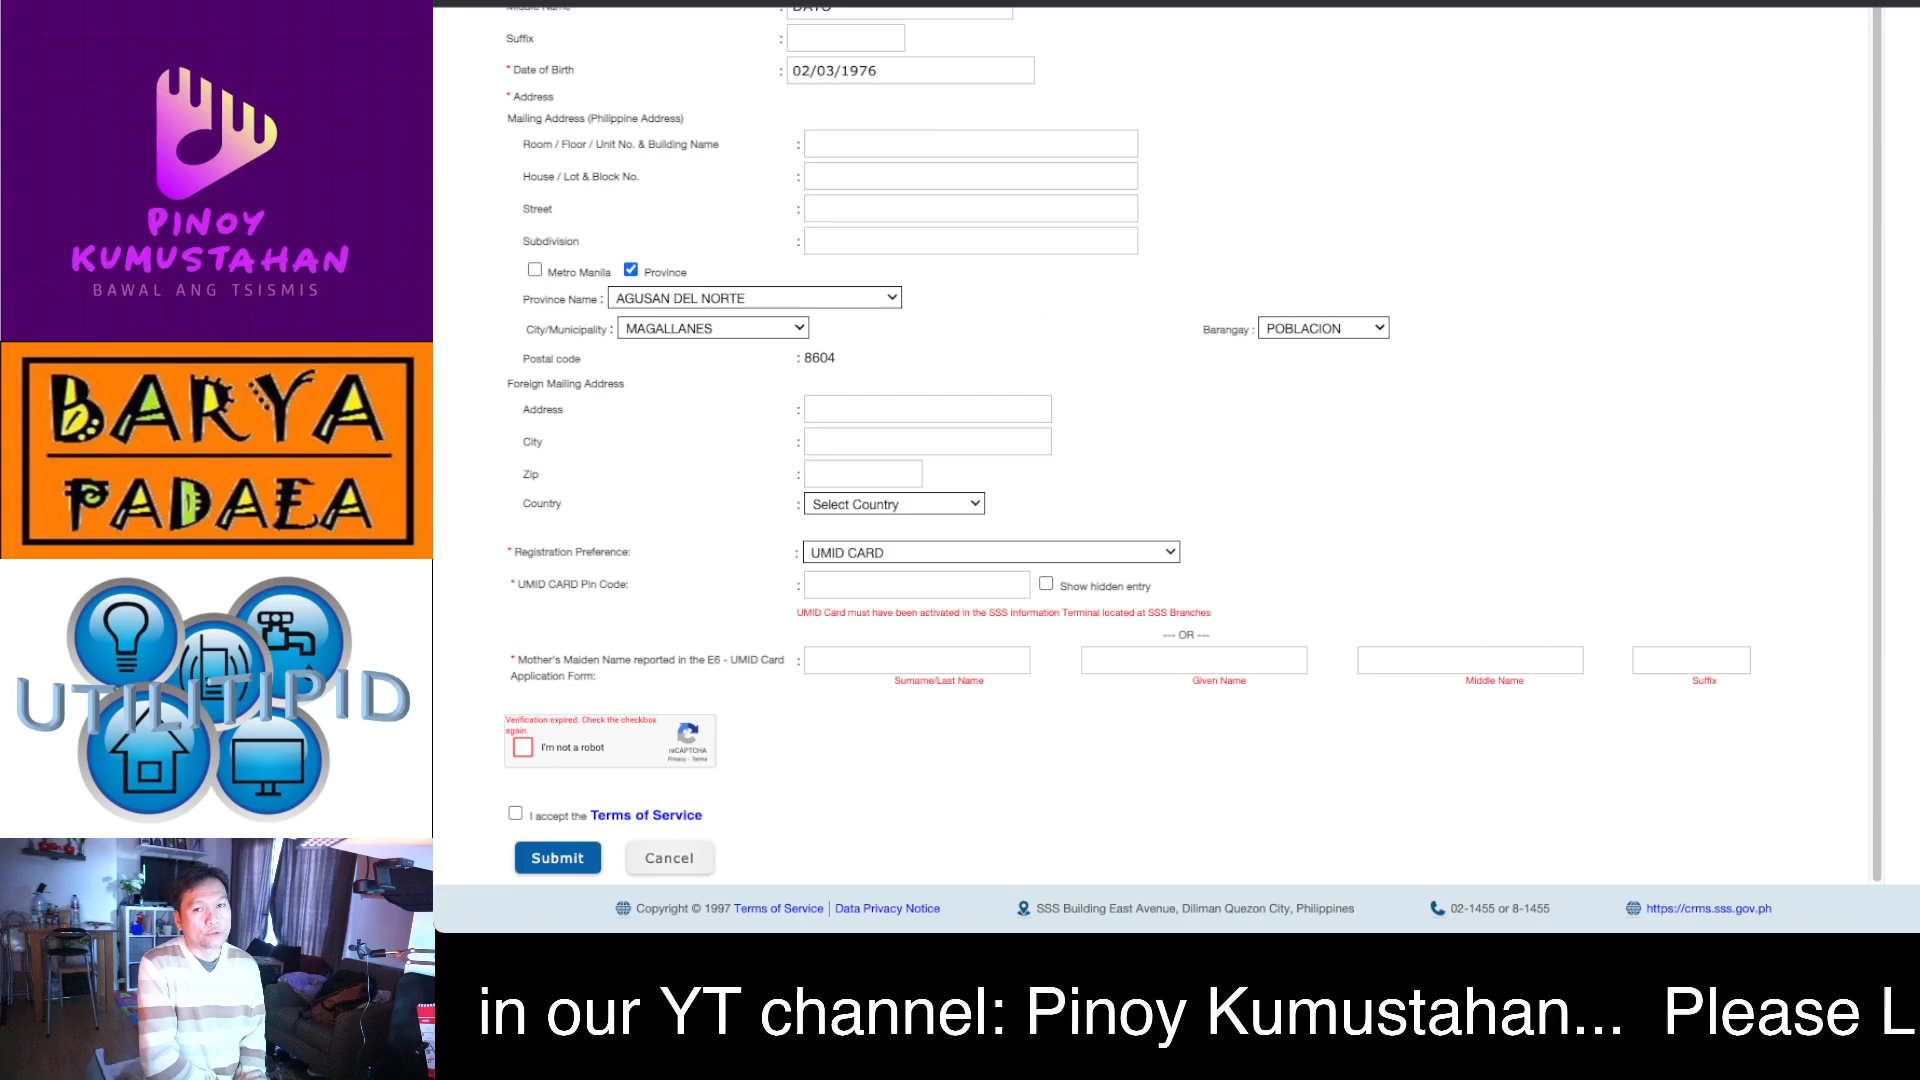 PINOY
KUMUSTAHAN
BAWAL ANG TSISMIS
BARYA
PADALA
UTILITIPID
Middle Name :
Suffix :
* Date of Birth : 02/03/1976
* Address
Mailing Address (Philippine Address)
Room / Floor / Unit No. & Building Name :
House / Lot & Block No. :
Street :
Subdivision :
Metro Manila Province
Province Name : AGUSAN DEL NORTE
City/Municipality : MAGALLANES Barangay : POBLACION
Postal code : 8604
Foreign Mailing Address
Address :
City :
Zip :
Country : Select Country
* Registration Preference: : UMID CARD
* UMID CARD Pin Code: : Show hidden entry
UMID Card must have been activated in the SSS Information Terminal located at SSS Branches
--- OR ---
* Mother's Maiden Name reported in the E6 - UMID Card :
Application Form:
Surname/Last Name Given Name Middle Name Suffix
Verification expired. Check the checkbox
again.
I'm not a robot
reCAPTCHA
Privacy - Terms
I accept the Terms of Service
Submit Cancel
Copyright © 1997 Terms of Service | Data Privacy Notice SSS Building East Avenue, Diliman Quezon City, Philippines 02-1455 or 8-1455 https://crms.sss.gov.ph
in our YT channel: Pinoy Kumustahan... Please L